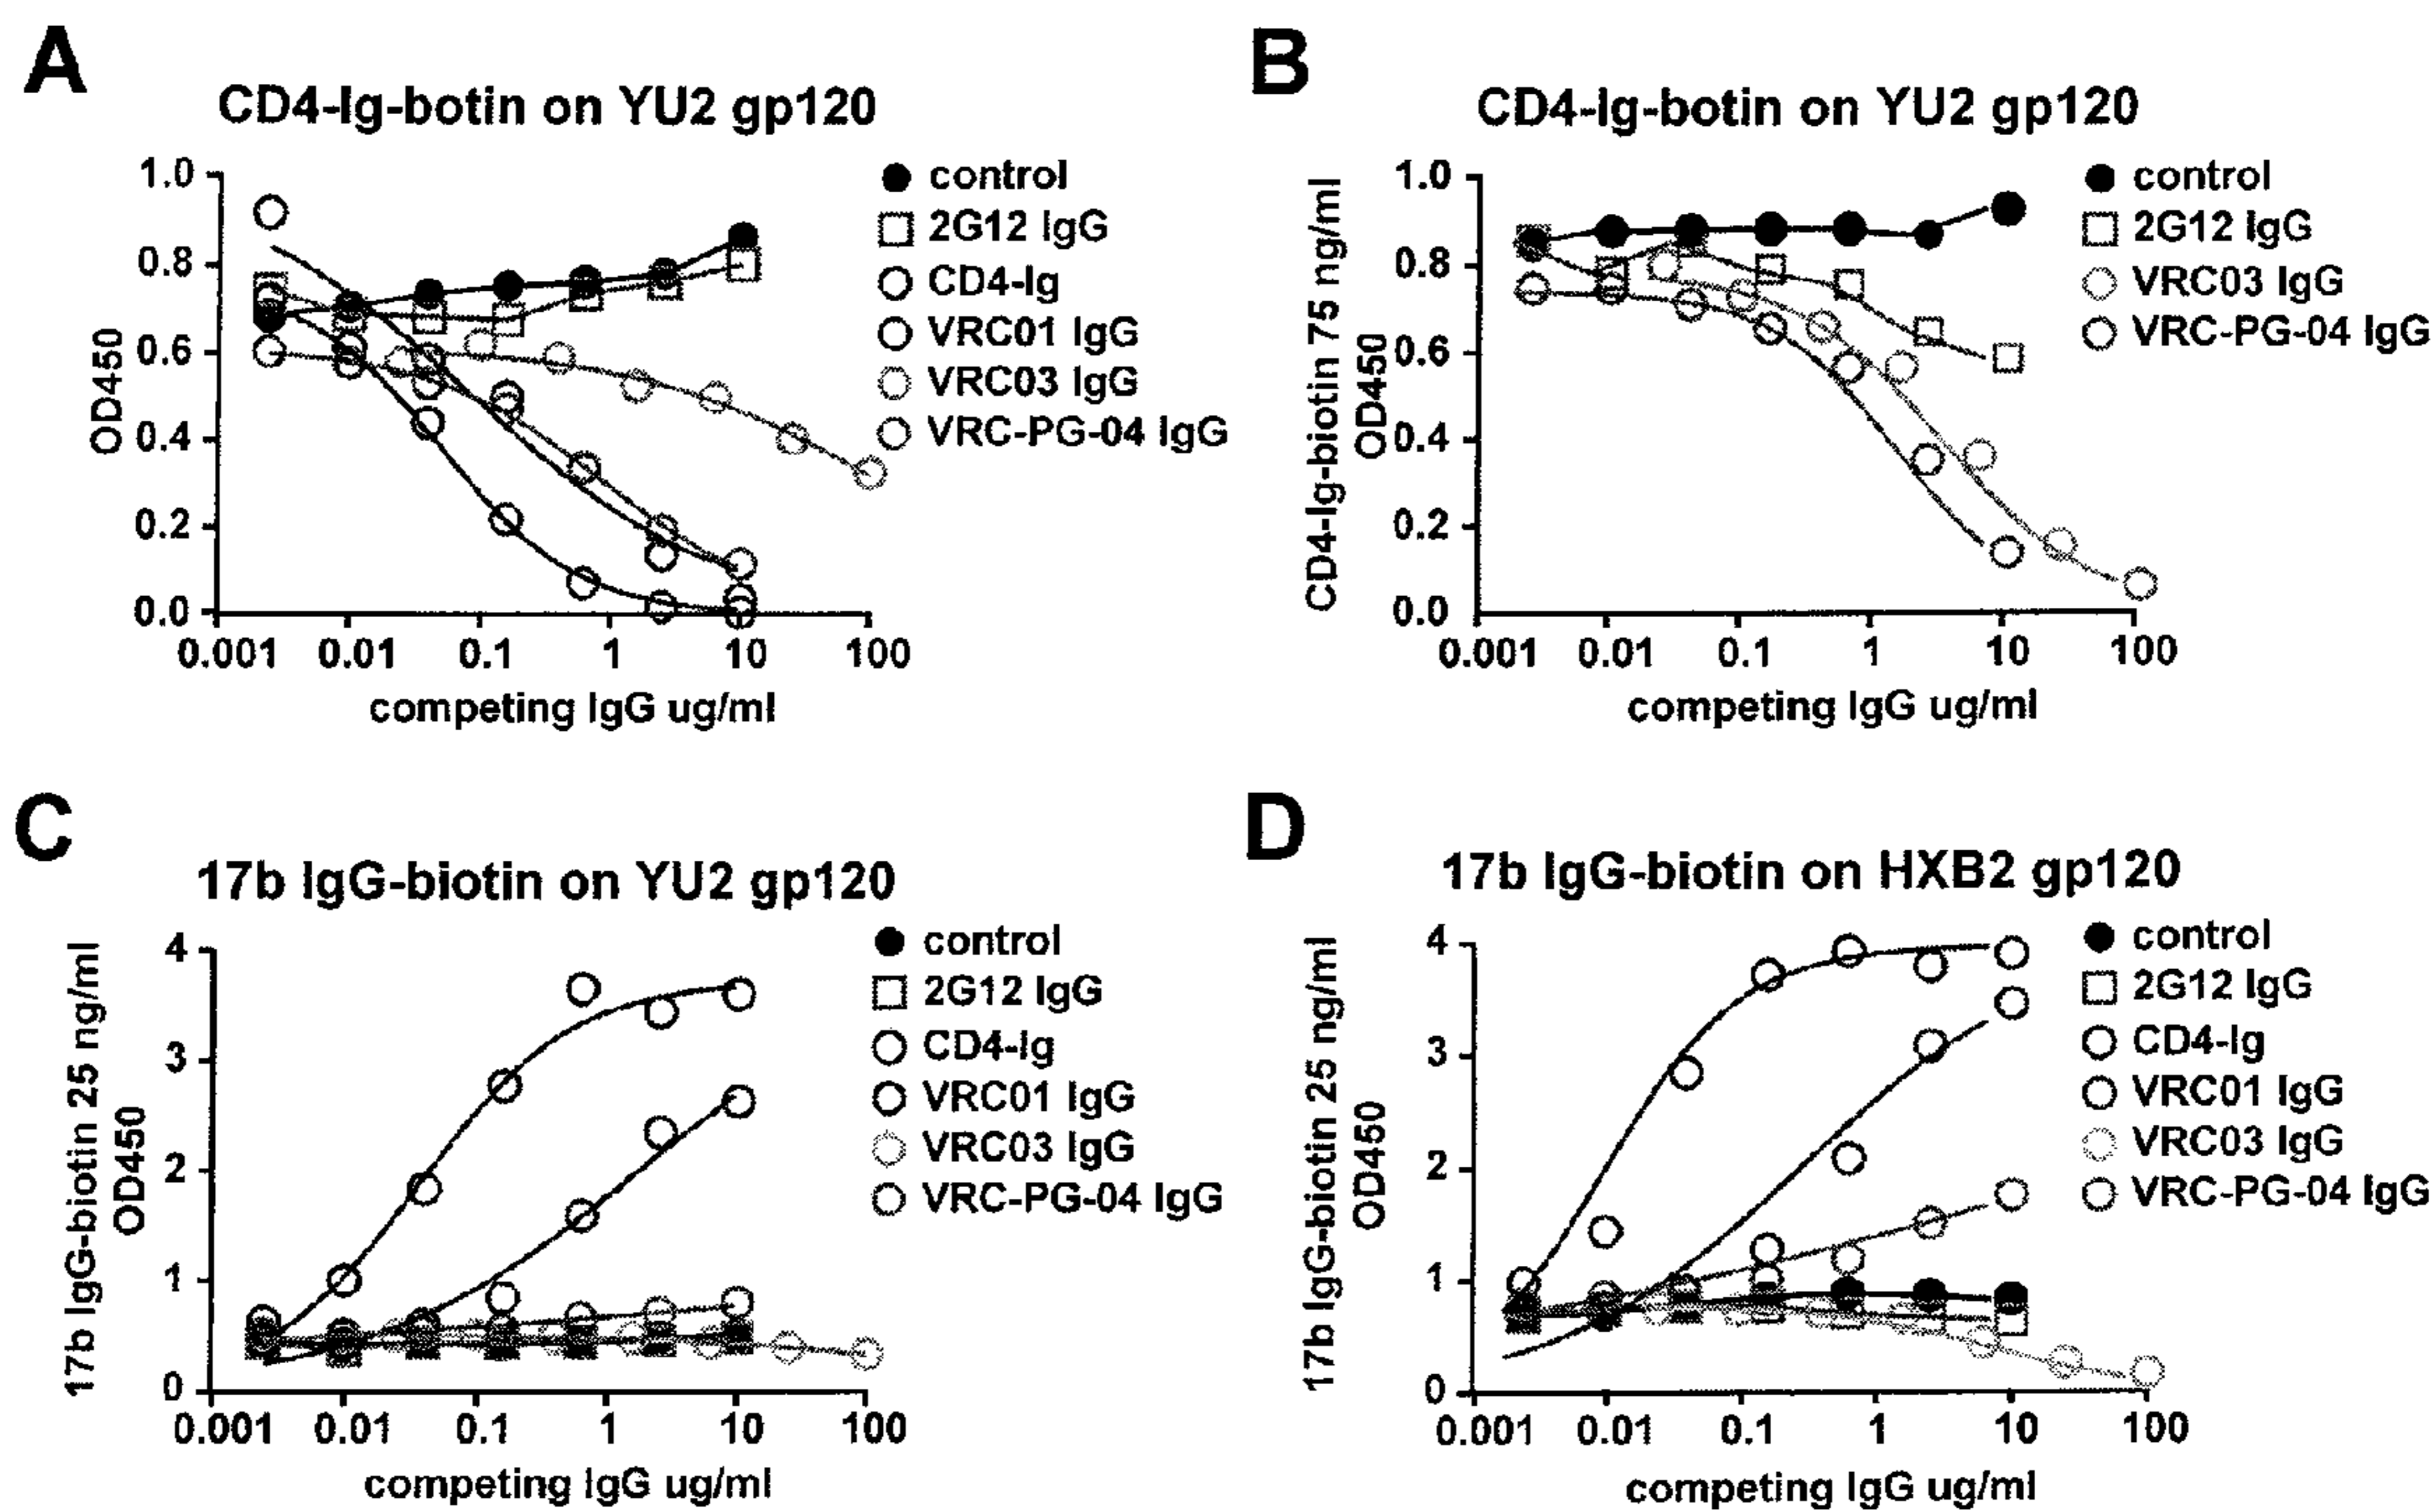 A
CD4-Ig-botin on YU2 gp120
OD450
1.0
0.8
0.6
0.4
0.2
0.0
0.001 0.01 0.1 1 10 100
competing IgG ug/ml
control
2G12 IgG
CD4-Ig
VRC01 IgG
VRC03 IgG
VRC-PG-04 IgG
B
CD4-Ig-botin on YU2 gp120
CD4-Ig-biotin 75 ng/ml
OD450
1.0
0.8
0.6
0.4
0.2
0.0
0.001 0.01 0.1 1 10 100
competing IgG ug/ml
control
2G12 IgG
VRC03 IgG
VRC-PG-04 IgG
C
17b IgG-biotin on YU2 gp120
17b IgG-biotin 25 ng/ml
OD450
4
3
2
1
0
0.001 0.01 0.1 1 10 100
competing IgG ug/ml
control
2G12 IgG
CD4-Ig
VRC01 IgG
VRC03 IgG
VRC-PG-04 IgG
D
17b IgG-biotin on HXB2 gp120
17b IgG-biotin 25 ng/ml
OD450
4
3
2
1
0
0.001 0.01 0.1 1 10 100
competing IgG ug/ml
control
2G12 IgG
CD4-Ig
VRC01 IgG
VRC03 IgG
VRC-PG-04 IgG